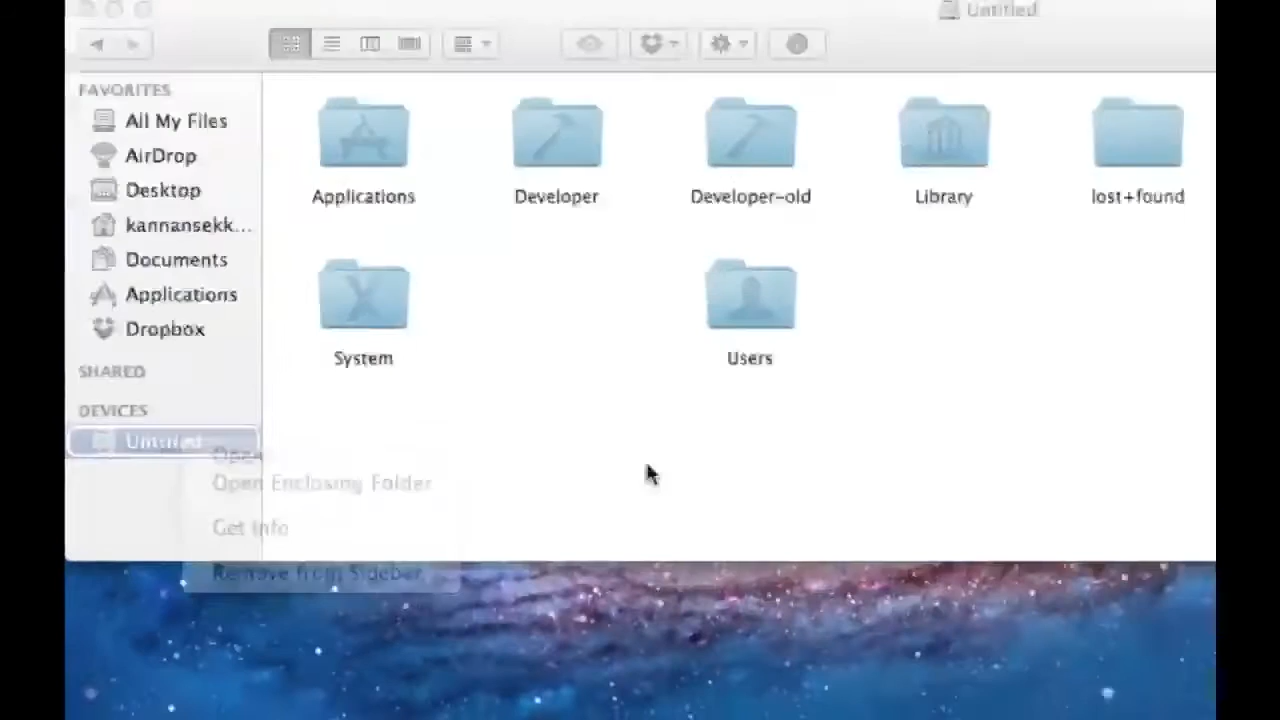 Untitled
FAVORITES
All My Files
AirDrop
Desktop
kannansekk...
Documents
Applications
Dropbox
SHARED
DEVICES
Untitled
Applications
Developer
Developer-old
Library
lost+found
System
Users
Open
Open Enclosing Folder
Get Info
Remove from Sidebar